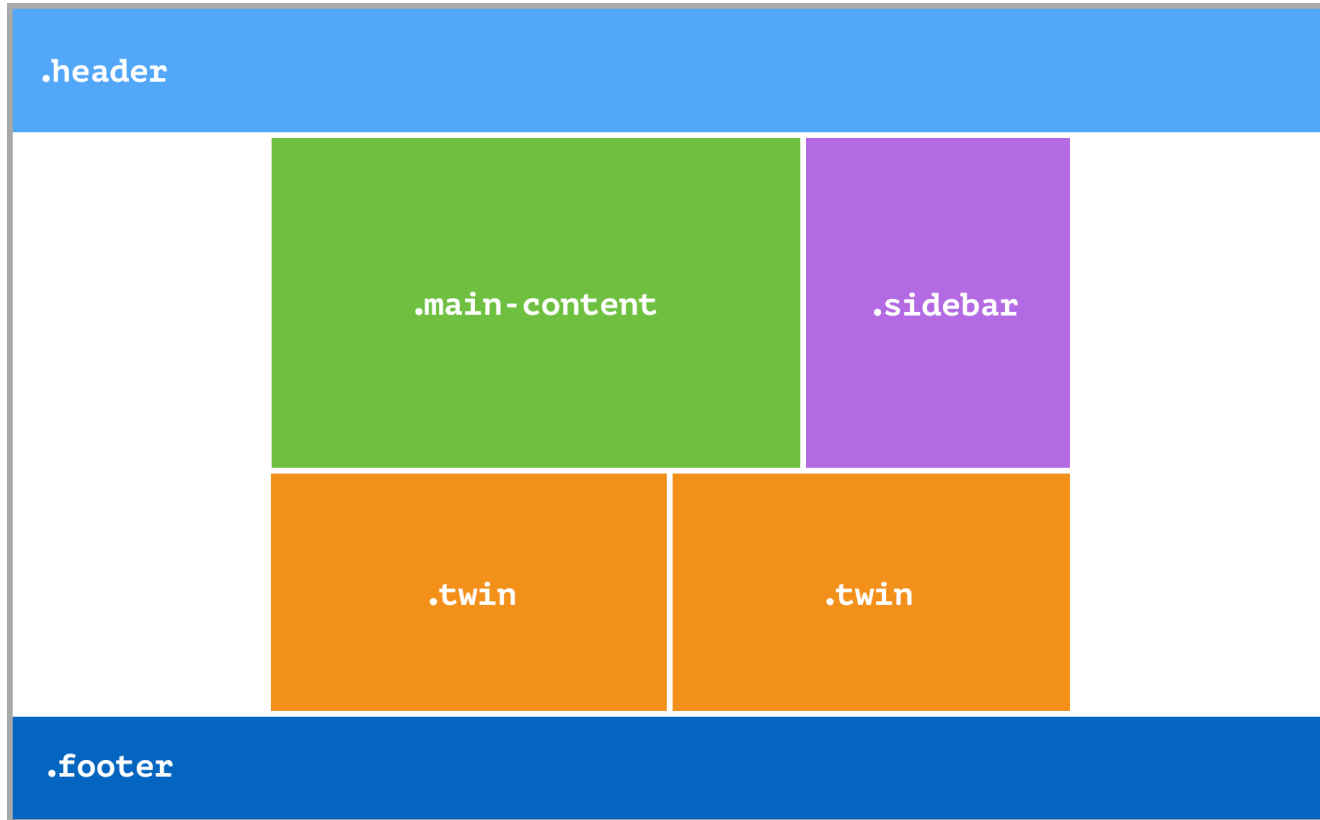 .header
.main-content
.sidebar
.twin
.twin
.footer